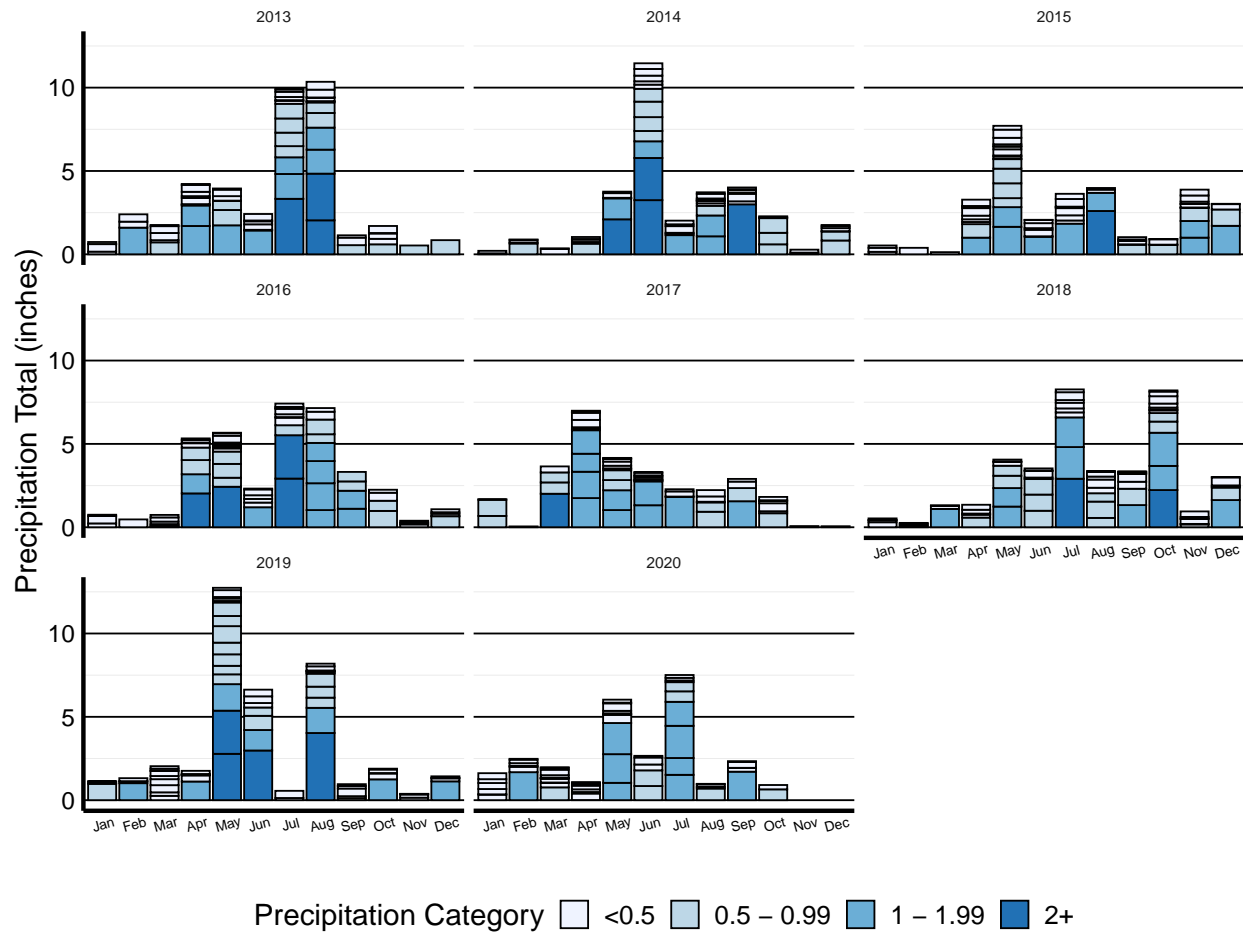 2013 2014 2015
10
5
0
2016 2017 2018
Precipitation Total (inches)
10
5
0
Jan Feb Mar Apr May Jun Jul Aug Sep Oct Nov Dec
2019 2020
10
5
0
Jan Feb Mar Apr May Jun Jul Aug Sep Oct Nov Dec Jan Feb Mar Apr May Jun Jul Aug Sep Oct Nov Dec
Precipitation Category <0.5 0.5 – 0.99 1 – 1.99 2+